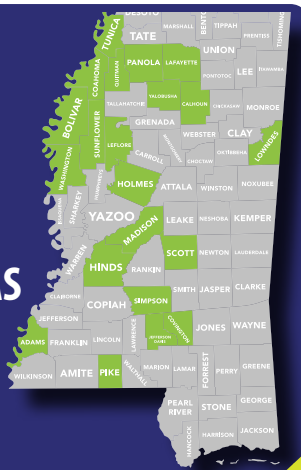 DESOTO
MARSHALL
BENT
TIPPAH
PRENTISS
TISHOMING
TUNICA
TATE
UNION
COAHOMA
QUITMAN
PANOLA
LAFAYETTE
PONTOTOC
LEE
ITAWAMBA
BOLIVAR
SUNFLOWER
TALLAHATCHIE
YALOBUSHA
CALHOUN
CHICKASAW
MONROE
GRENADA
WASHINGTON
LEFLORE
CARROLL
MONTGOMERY
WEBSTER
CLAY
LOWNDES
CHOCTAW
OKTIBBEHA
HUMPHREYS
HOLMES
ATTALA
WINSTON
NOXUBEE
SHARKEY
ISSAQUENA
YAZOO
MADISON
LEAKE
NESHOBA
KEMPER
WARREN
HINDS
RANKIN
SCOTT
NEWTON
LAUDERDALE
AS
CLAIBORNE
COPIAH
SIMPSON
SMITH
JASPER
CLARKE
JEFFERSON
ADAMS
FRANKLIN
LINCOLN
LAWRENCE
JEFFERSON DAVIS
COVINGTON
JONES
WAYNE
WILKINSON
AMITE
PIKE
WALTHALL
MARION
LAMAR
FORREST
PERRY
GREENE
PEARL
RIVER
STONE
GEORGE
HANCOCK
HARRISON
JACKSON